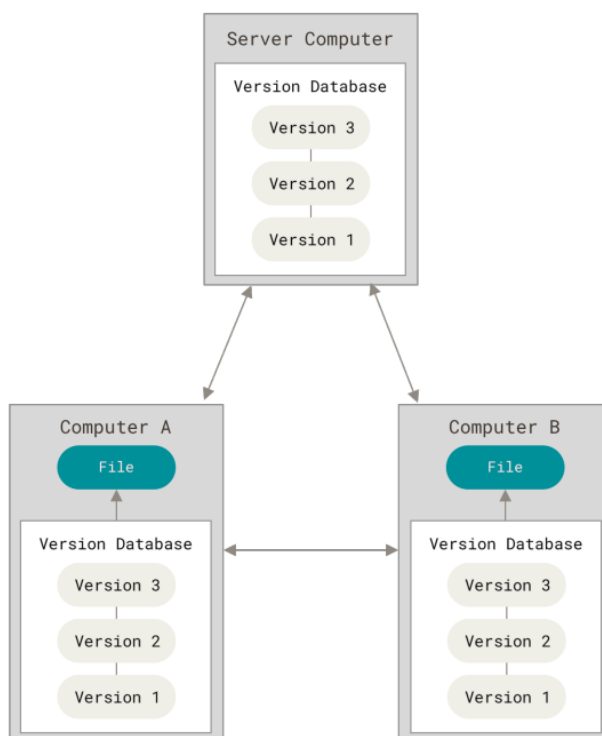 Server Computer
Version Database
Version 3
Version 2
Version 1
Computer A
File
Version Database
Version 3
Version 2
Version 1
Computer B
File
Version Database
Version 3
Version 2
Version 1